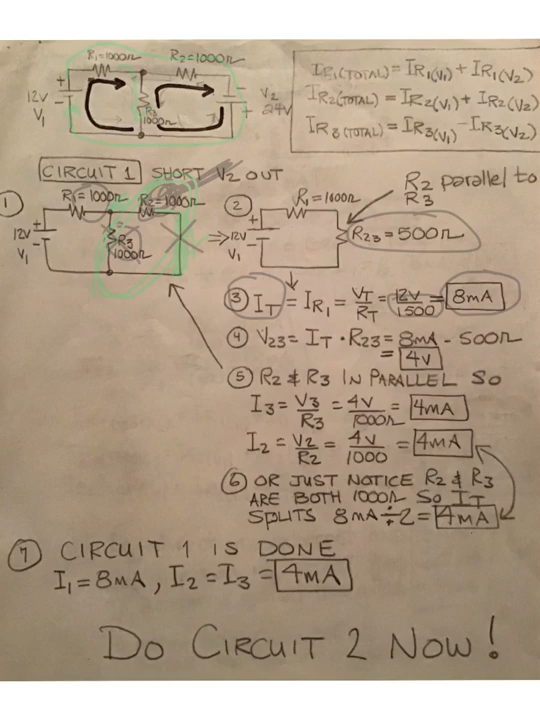 R1=1000Ω R2=1000Ω
12V
V1
+
-
R3
1000Ω
-
+
V2
24V
IR1(TOTAL)=IR1(V1)+IR1(V2)
IR2(TOTAL)=IR2(V1)+IR2(V2)
IR3(TOTAL)=IR3(V1)-IR3(V2)
CIRCUIT 1 SHORT V2 OUT
① R1=1000Ω R2=1000Ω
+
12V
-
V1
R3
1000Ω
⇒
② R1=1000Ω
+
12V
-
V1
R23=500Ω
R2 parallel to
R3
③ IT=IR1=VT/RT=12V/1500=8mA
④ V23=IT·R23=8mA-500Ω
=4V
⑤ R2 & R3 IN PARALLEL SO
I3=V3/R3=4V/1000Ω=4mA
I2=V2/R2=4V/1000=4mA
⑥ OR JUST NOTICE R2 & R3
ARE BOTH 1000Ω SO IT
SPLITS 8mA÷2=4mA
⑦ CIRCUIT 1 IS DONE
I1=8mA, I2=I3=4mA
DO CIRCUIT 2 NOW!